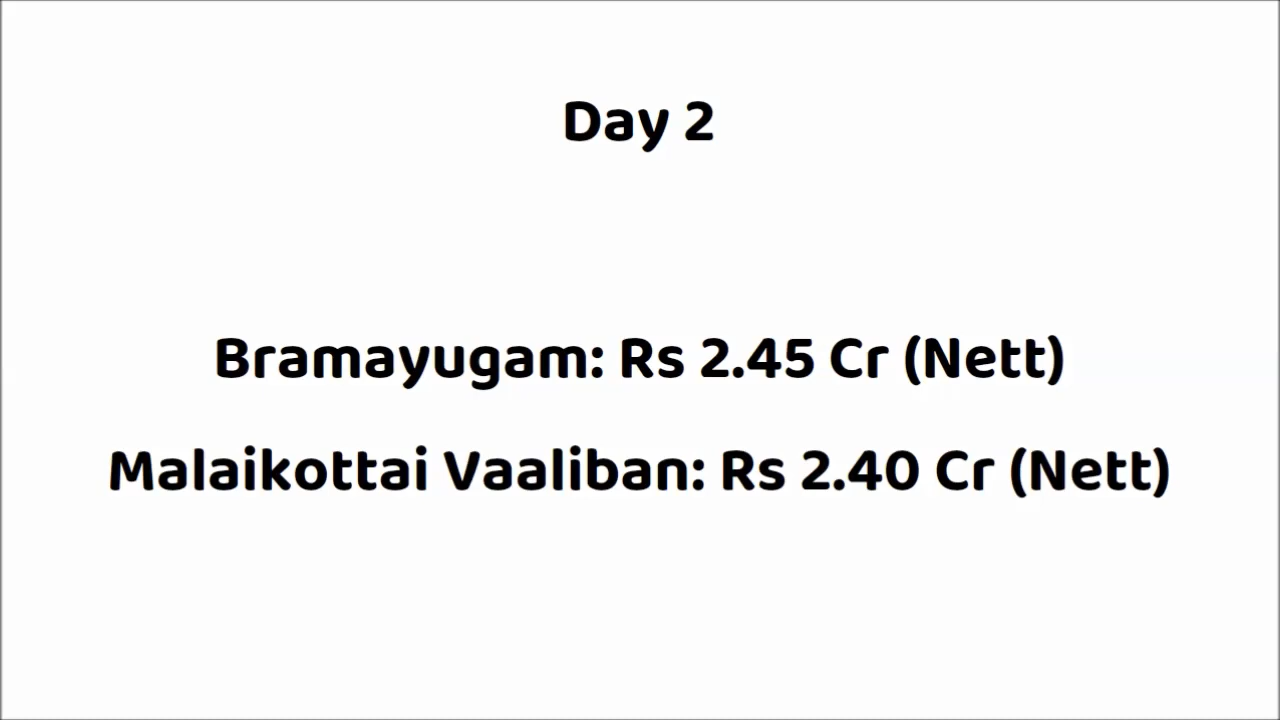 Day 2
Bramayugam: Rs 2.45 Cr (Nett)
Malaikottai Vaaliban: Rs 2.40 Cr (Nett)